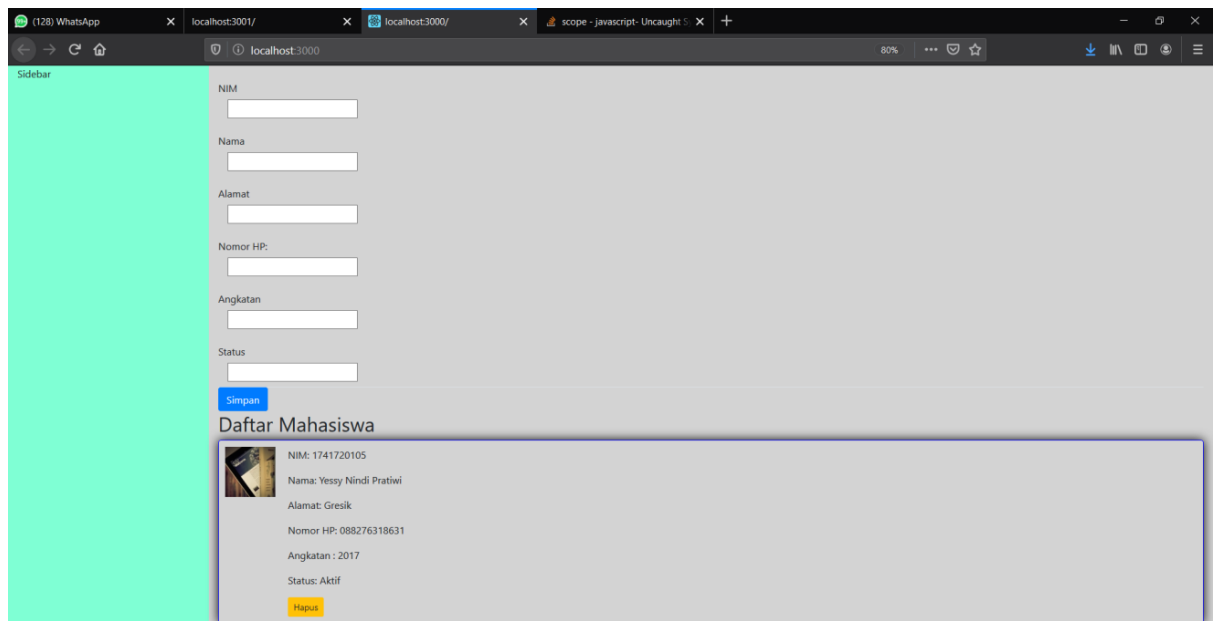 (128) WhatsApp
localhost:3001/
localhost:3000/
scope - javascript- Uncaught S
localhost:3000
80%
Sidebar
NIM
Nama
Alamat
Nomor HP:
Angkatan
Status
Simpan
Daftar Mahasiswa
NIM: 1741720105
Nama: Yessy Nindi Pratiwi
Alamat: Gresik
Nomor HP: 088276318631
Angkatan : 2017
Status: Aktif
Hapus